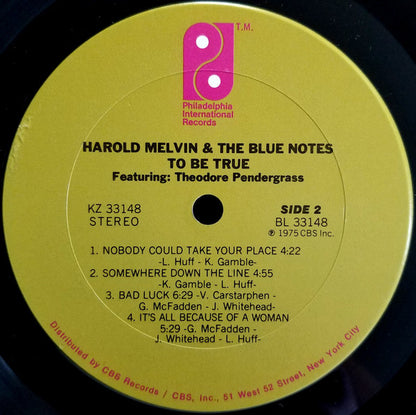 T.M.
Philadelphia
International
Records
HAROLD MELVIN & THE BLUE NOTES
TO BE TRUE
Featuring: Theodore Pendergrass
KZ 33148
STEREO
SIDE 2
BL 33148
℗ 1975 CBS Inc.
1. NOBODY COULD TAKE YOUR PLACE 4:22
-L. Huff - K. Gamble-
2. SOMEWHERE DOWN THE LINE 4:55
-K. Gamble - L. Huff-
3. BAD LUCK 6:29 -V. Carstarphen -
G. McFadden - J. Whitehead-
4. IT'S ALL BECAUSE OF A WOMAN
5:29 -G. McFadden -
J. Whitehead - L. Huff-
Distributed by CBS Records / CBS, Inc., 51 West 52 Street, New York City